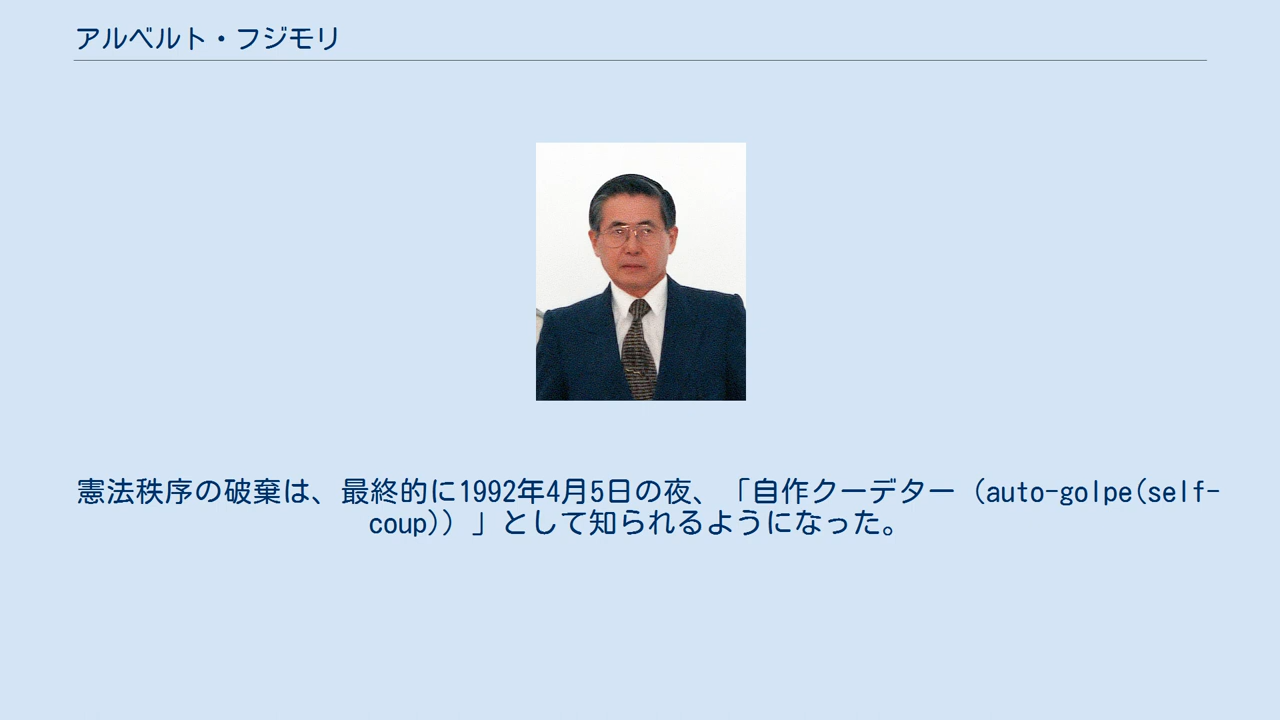 アルベルト・フジモリ
憲法秩序の破棄は、最終的に1992年4月5日の夜、「自作クーデター（auto-golpe(self-
coup)）」として知られるようになった。